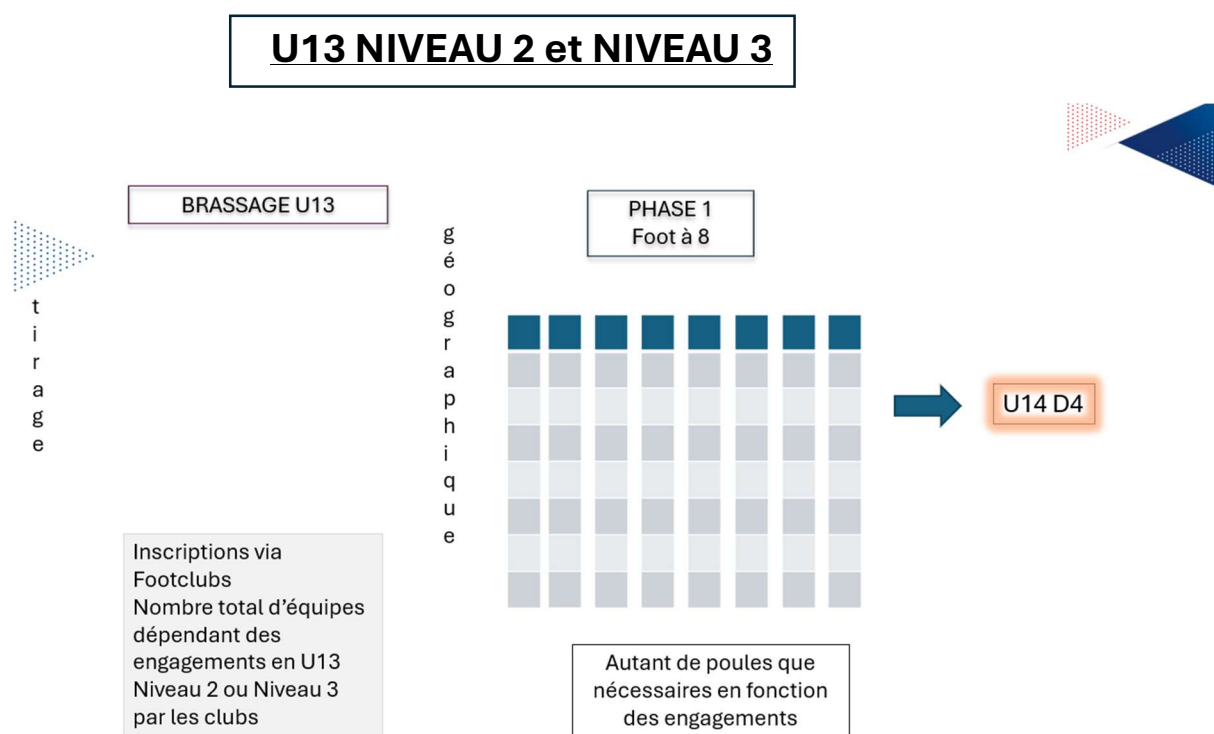 U13 NIVEAU 2 et NIVEAU 3
BRASSAGE U13
PHASE 1
Foot à 8
tirage
géographique
U14 D4
Inscriptions via
Footclubs
Nombre total d’équipes
dépendant des
engagements en U13
Niveau 2 ou Niveau 3
par les clubs
Autant de poules que
nécessaires en fonction
des engagements